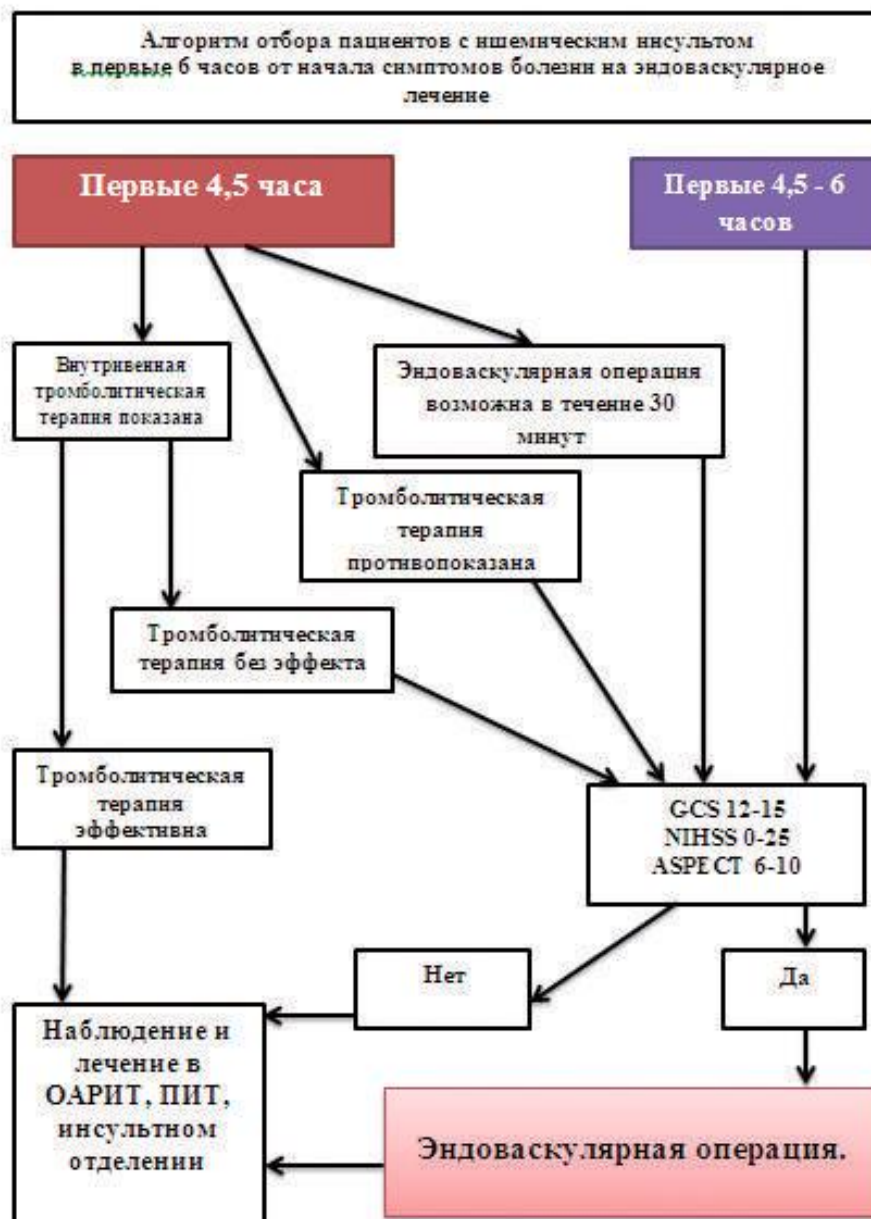 Алгоритм отбора пациентов с ишемическим инсультом
в первые 6 часов от начала симптомов болезни на эндоваскулярное
лечение
Первые 4,5 часа
Первые 4,5 - 6
часов
Внутривенная
тромболитическая
терапия показана
Эндоваскулярная операция
возможна в течение 30
минут
Тромболитическая
терапия
противопоказана
Тромболитическая
терапия без эффекта
Тромболитическая
терапия
эффективна
GCS 12-15
NIHSS 0-25
ASPECT 6-10
Нет
Да
Наблюдение и
лечение в
ОАРИТ, ПИТ,
инсультном
отделении
Эндоваскулярная операция.